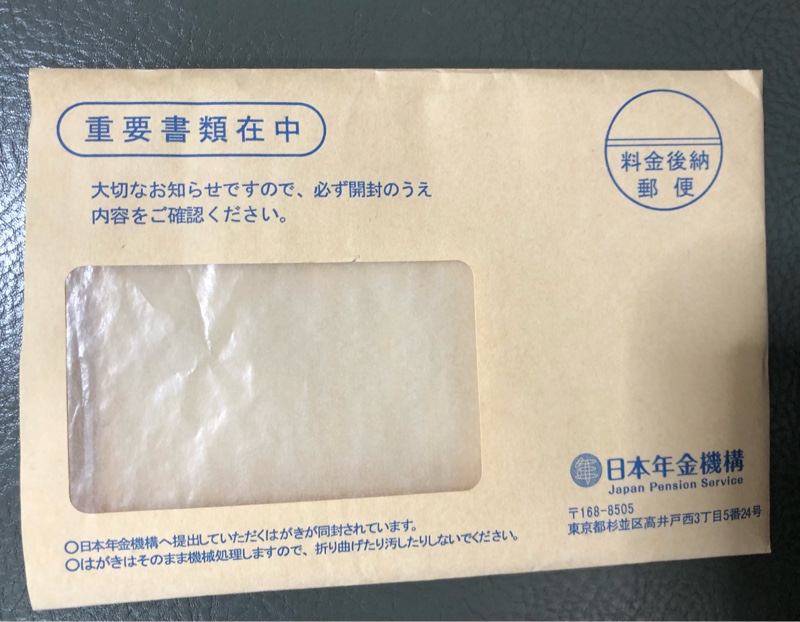 重要書類在中
料金後納
郵便
大切なお知らせですので、必ず開封のうえ
内容をご確認ください。
日本年金機構
Japan Pension Service
〒168-8505
東京都杉並区高井戸西3丁目5番24号
○日本年金機構へ提出していただくはがきが同封されています。
○はがきはそのまま機械処理しますので、折り曲げたり汚したりしないでください。